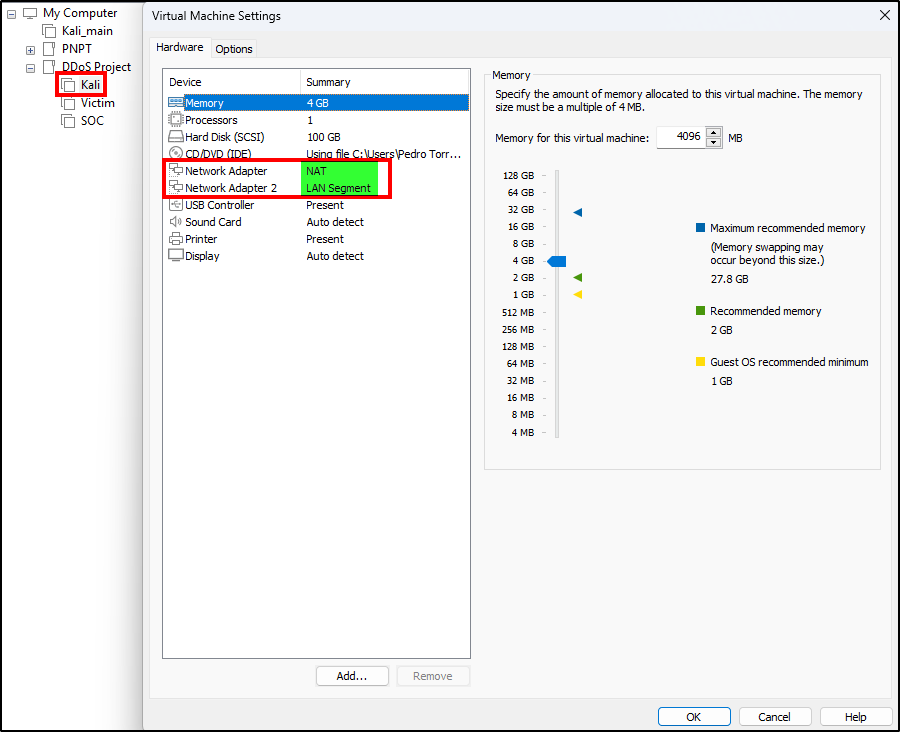 My Computer
Kali_main
PNPT
DDoS Project
Kali
Victim
SOC
Virtual Machine Settings
Hardware Options
Device Summary
Memory 4 GB
Processors 1
Hard Disk (SCSI) 100 GB
CD/DVD (IDE) Using file C:\Users\Pedro Torr...
Network Adapter NAT
Network Adapter 2 LAN Segment
USB Controller Present
Sound Card Auto detect
Printer Present
Display Auto detect
Add... Remove
Memory
Specify the amount of memory allocated to this virtual machine. The memory
size must be a multiple of 4 MB.
Memory for this virtual machine: 4096 MB
128 GB
64 GB
32 GB
16 GB
8 GB
4 GB
2 GB
1 GB
512 MB
256 MB
128 MB
64 MB
32 MB
16 MB
8 MB
4 MB
Maximum recommended memory
(Memory swapping may
occur beyond this size.)
27.8 GB
Recommended memory
2 GB
Guest OS recommended minimum
1 GB
OK Cancel Help